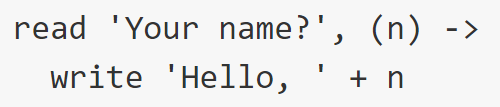 read 'Your name?', (n) ->
  write 'Hello, ' + n